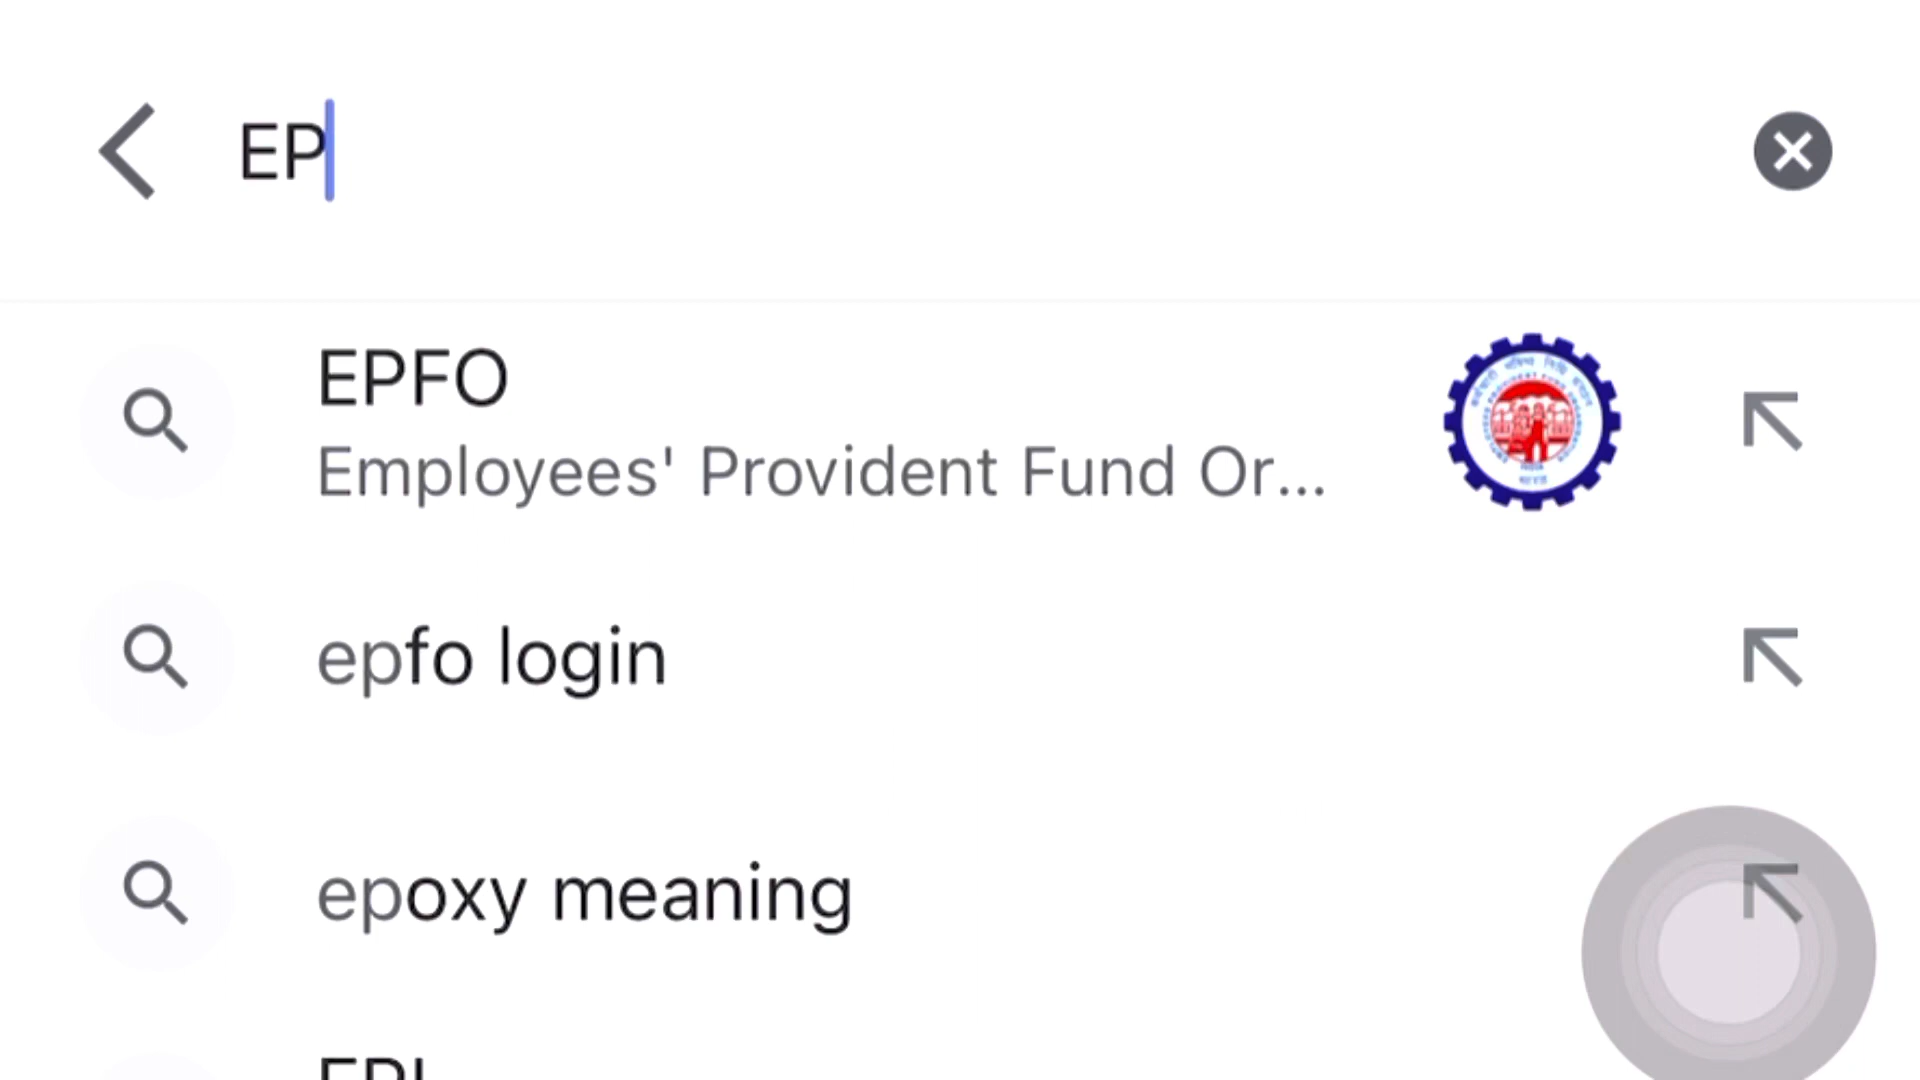 EP
EPFO
Employees' Provident Fund Or...
epfo login
epoxy meaning